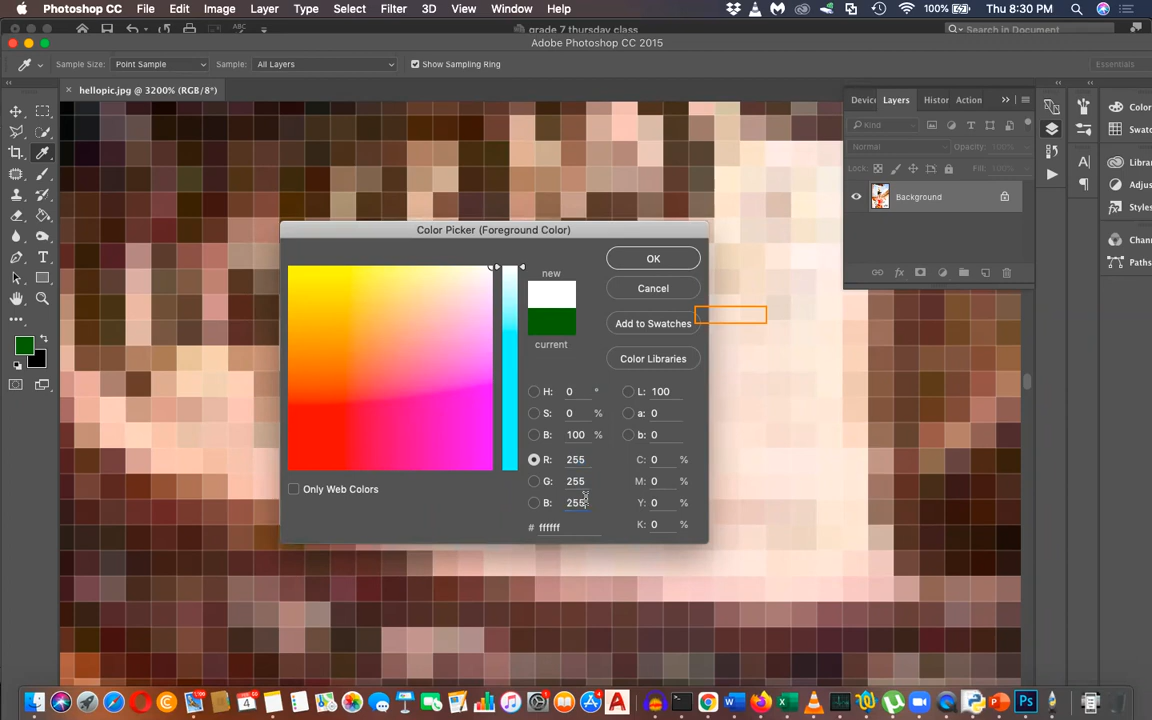 Photoshop CC File Edit Image Layer Type Select Filter 3D View Window Help 100% Thu 8:30 PM
grade 7 thursday class Search in Document
Adobe Photoshop CC 2015
Sample Size: Point Sample Sample: All Layers Show Sampling Ring Essentials
hellopic.jpg @ 3200% (RGB/8*)
Device Layers Histor Action
Color
Kind
Swatc
Normal Opacity: 100%
Lock: Fill: 100%
Libra
Adjus
Background
Styles
Color Picker (Foreground Color)
Chann
new
OK
Paths
Cancel
Add to Swatches
current
Color Libraries
H: 0 ° L: 100
S: 0 % a: 0
B: 100 % b: 0
R: 255 C: 0 %
G: 255 M: 0 %
Only Web Colors
B: 255 Y: 0 %
# ffffff K: 0 %